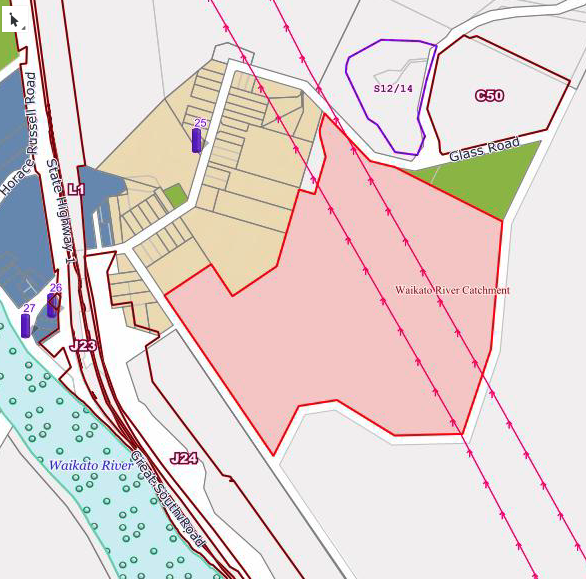 S12/14
C50
25
Glass Road
Horace Russell Road
State Highway 1
L1
Waikato River Catchment
26
27
J23
J24
Waikato River
Great South Road